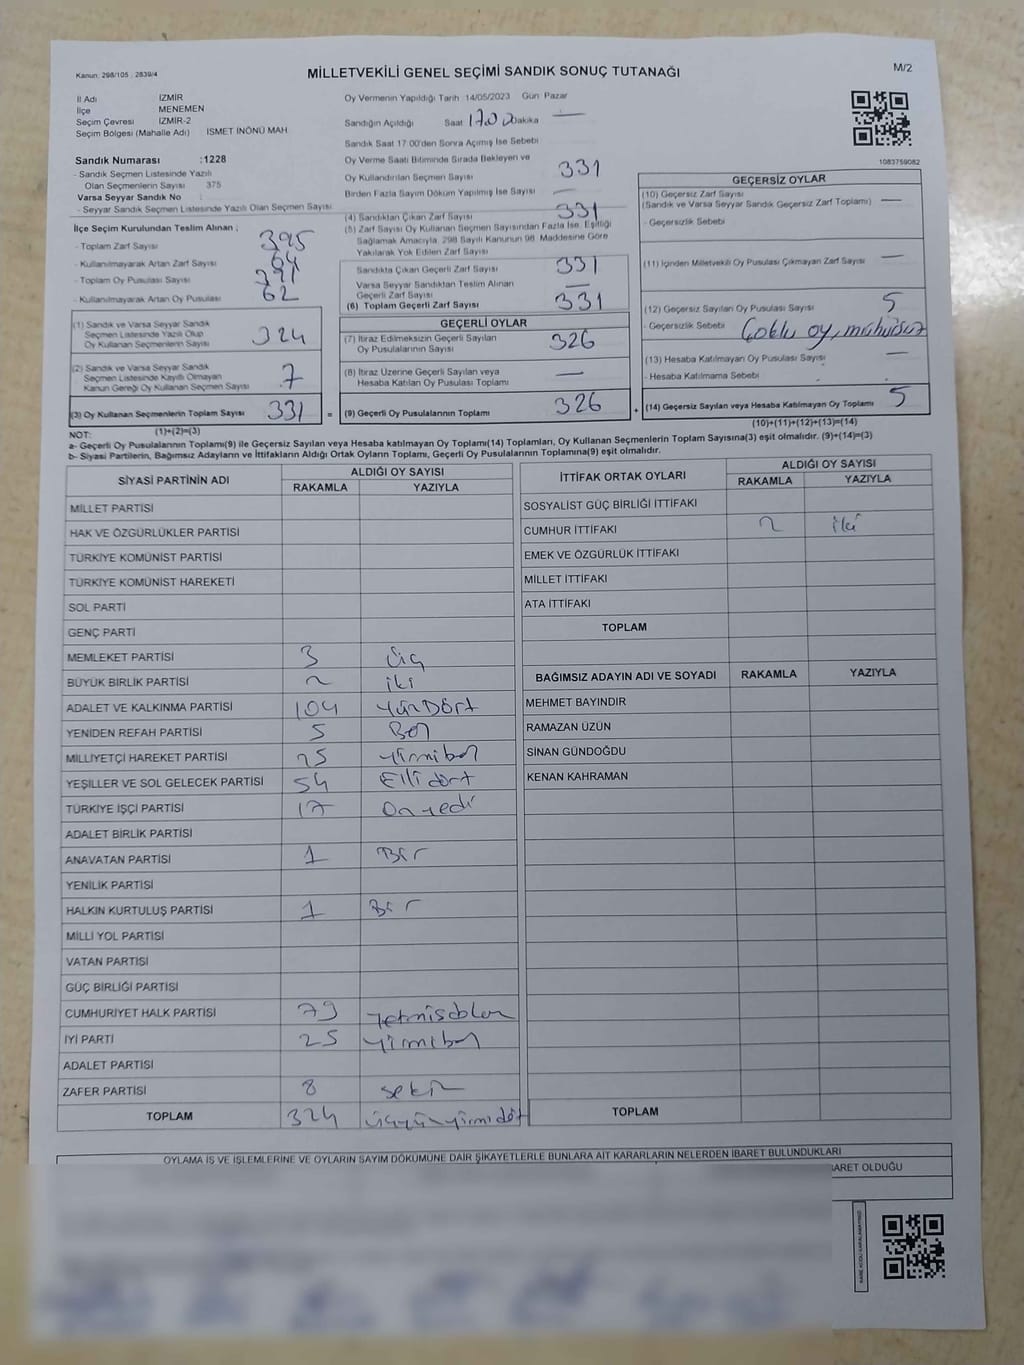 Kanun: 298/105 , 2839/4
MİLLETVEKİLİ GENEL SEÇİMİ SANDIK SONUÇ TUTANAĞI
M/2
İl Adı İZMİR
İlçe MENEMEN
Seçim Çevresi İZMİR-2
Seçim Bölgesi (Mahalle Adı) İSMET İNÖNÜ MAH.
Sandık Numarası :1228
- Sandık Seçmen Listesinde Yazılı
Olan Seçmenlerin Sayısı 375
Varsa Seyyar Sandık No :
- Seyyar Sandık Seçmen Listesinde Yazılı Olan Seçmen Sayısı
İlçe Seçim Kurulundan Teslim Alınan ;
- Toplam Zarf Sayısı 395
- Kullanılmayarak Artan Zarf Sayısı 64
- Toplam Oy Pusulası Sayısı
- Kullanılmayarak Artan Oy Pusulası 62
(1) Sandık ve Varsa Seyyar Sandık
Seçmen Listesinde Yazılı Olup
Oy Kullanan Seçmenlerin Sayısı 324
(2) Sandık ve Varsa Seyyar Sandık
Seçmen Listesinde Kayıtlı Olmayan
Kanun Gereği Oy Kullanan Seçmen Sayısı 7
(3) Oy Kullanan Seçmenlerin Toplam Sayısı 331 =
(1)+(2)=(3)
Oy Vermenin Yapıldığı Tarih 14/05/2023 Gün Pazar
Sandığın Açıldığı Saat 17.00 Dakika —
Sandık Saat 17:00'den Sonra Açımış İse Sebebi
Oy Verme Saati Bitiminde Sırada Bekleyen ve
Oy Kullandırılan Seçmen Sayısı 331
Birden Fazla Sayım Döküm Yapılmış İse Sayısı —
(4) Sandıktan Çıkan Zarf Sayısı 331
(5) Zarf Sayısı Oy Kullanan Seçmen Sayısından Fazla İse, Eşitliği
Sağlamak Amacıyla, 298 Sayılı Kanunun 98. Maddesine Göre
Yakılarak Yok Edilen Zarf Sayısı
Sandıkta Çıkan Geçerli Zarf Sayısı 331
Varsa Seyyar Sandıktan Teslim Alınan
Geçerli Zarf Sayısı —
(6) Toplam Geçerli Zarf Sayısı 331
GEÇERLİ OYLAR
(7) İtiraz Edilmeksizin Geçerli Sayılan
Oy Pusulalarının Sayısı 326
(8) İtiraz Üzerine Geçerli Sayılan veya
Hesaba Katılan Oy Pusulası Toplamı —
(9) Geçerli Oy Pusulalarının Toplamı 326 +
1083759082
GEÇERSİZ OYLAR
(10) Geçersiz Zarf Sayısı
(Sandık ve Varsa Seyyar Sandık Geçersiz Zarf Toplamı) —
- Geçersizlik Sebebi
(11) İçinden Milletvekili Oy Pusulası Çıkmayan Zarf Sayısı —
(12) Geçersiz Sayılan Oy Pusulası Sayısı 5
- Geçersizlik Sebebi Çoklu oy, mühürsüz
(13) Hesaba Katılmayan Oy Pusulası Sayısı —
- Hesaba Katılmama Sebebi
(14) Geçersiz Sayılan veya Hesaba Katılmayan Oy Toplamı 5
(10)+(11)+(12)+(13)=(14)
NOT:
a- Geçerli Oy Pusulalarının Toplamı(9) ile Geçersiz Sayılan veya Hesaba katılmayan Oy Toplamı(14) Toplamları, Oy Kullanan Seçmenlerin Toplam Sayısına(3) eşit olmalıdır. (9)+(14)=(3)
b- Siyasi Partilerin, Bağımsız Adayların ve İttifakların Aldığı Ortak Oyların Toplamı, Geçerli Oy Pusulalarının Toplamına(9) eşit olmalıdır.
SİYASİ PARTİNİN ADI ALDIĞI OY SAYISI
RAKAMLA YAZIYLA
MİLLET PARTİSİ
HAK VE ÖZGÜRLÜKLER PARTİSİ
TÜRKİYE KOMÜNİST PARTİSİ
TÜRKİYE KOMÜNİST HAREKETİ
SOL PARTİ
GENÇ PARTİ
MEMLEKET PARTİSİ 3 üç
BÜYÜK BİRLİK PARTİSİ 2 iki
ADALET VE KALKINMA PARTİSİ 104 yüzDört
YENİDEN REFAH PARTİSİ 5 Beş
MİLLİYETÇİ HAREKET PARTİSİ 25 yirmibeş
YEŞİLLER VE SOL GELECEK PARTİSİ 54 Ellidört
TÜRKİYE İŞÇİ PARTİSİ 17 Onyedi
ADALET BİRLİK PARTİSİ
ANAVATAN PARTİSİ 1 Bir
YENİLİK PARTİSİ
HALKIN KURTULUŞ PARTİSİ 1 Bir
MİLLİ YOL PARTİSİ
VATAN PARTİSİ
GÜÇ BİRLİĞİ PARTİSİ
CUMHURİYET HALK PARTİSİ 79 yetmişdokuz
İYİ PARTİ 25 yirmibeş
ADALET PARTİSİ
ZAFER PARTİSİ 8 sekiz
TOPLAM 324 üçyüzyirmidört
İTTİFAK ORTAK OYLARI ALDIĞI OY SAYISI
RAKAMLA YAZIYLA
SOSYALİST GÜÇ BİRLİĞİ İTTİFAKI
CUMHUR İTTİFAKI 2 iki
EMEK VE ÖZGÜRLÜK İTTİFAKI
MİLLET İTTİFAKI
ATA İTTİFAKI
TOPLAM
BAĞIMSIZ ADAYIN ADI VE SOYADI RAKAMLA YAZIYLA
MEHMET BAYINDIR
RAMAZAN ÜZÜN
SİNAN GÜNDOĞDU
KENAN KAHRAMAN
TOPLAM
OYLAMA İŞ VE İŞLEMLERİNE VE OYLARIN SAYIM DÖKÜMÜNE DAİR ŞİKAYETLERLE BUNLARA AİT KARARLARIN NELERDEN İBARET BULUNDUKLARI
BARET OLDUĞU